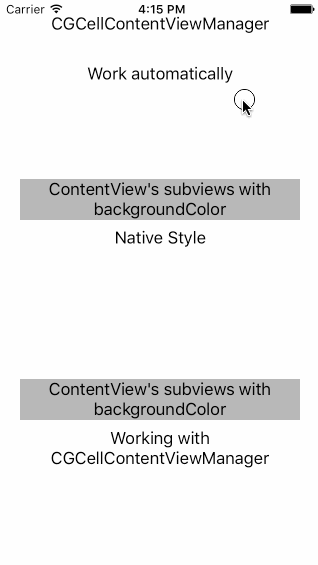 Carrier 4:15 PM
CGCellContentViewManager
Work automatically
ContentView's subviews with
backgroundColor
Native Style
ContentView's subviews with
backgroundColor
Working with
CGCellContentViewManager